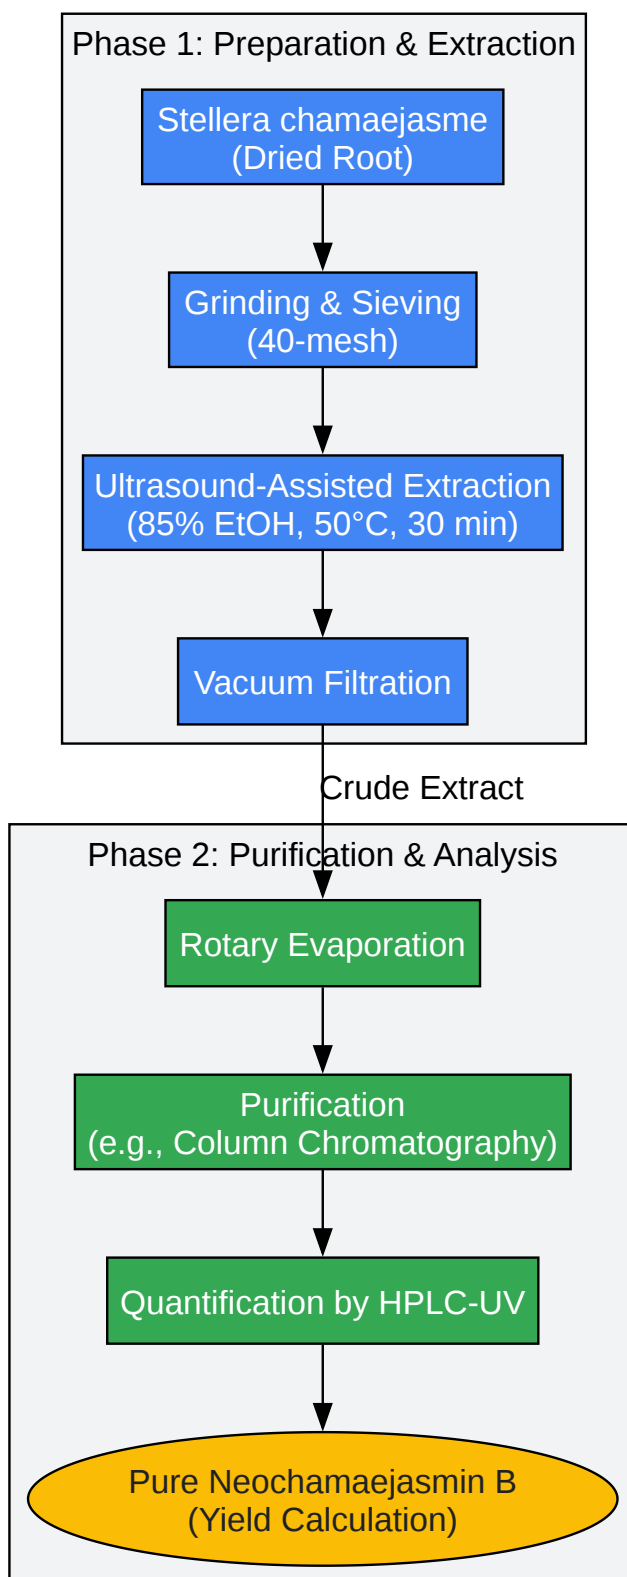 Phase 1: Preparation & Extraction
Stellera chamaejasme
(Dried Root)
Grinding & Sieving
(40-mesh)
Ultrasound-Assisted Extraction
(85% EtOH, 50°C, 30 min)
Vacuum Filtration
Crude Extract
Phase 2: Purification & Analysis
Rotary Evaporation
Purification
(e.g., Column Chromatography)
Quantification by HPLC-UV
Pure Neochamaejasmin B
(Yield Calculation)